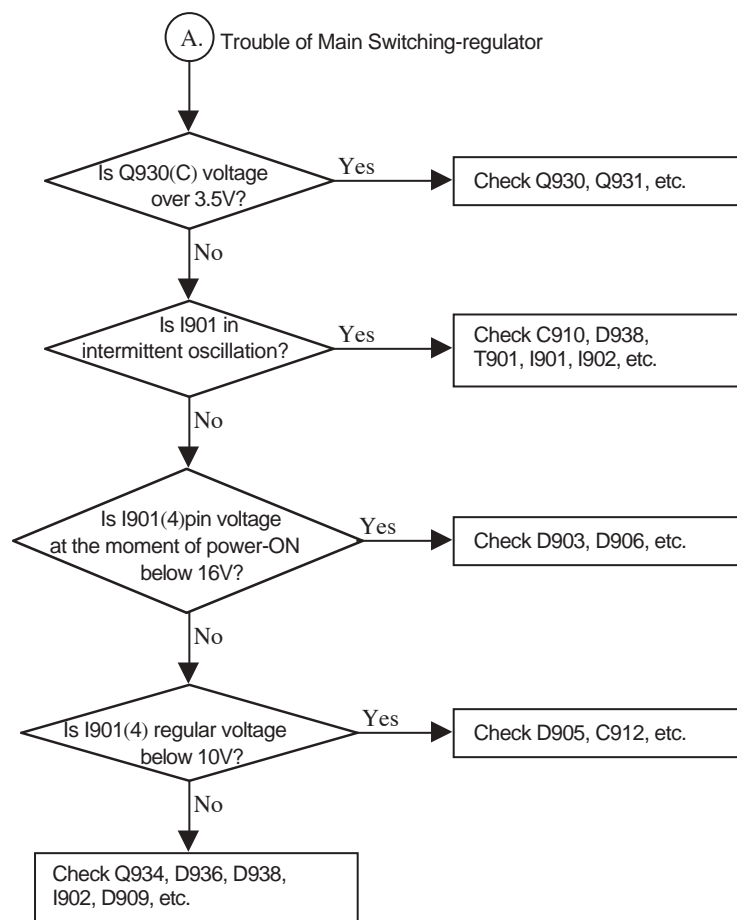 A. Trouble of Main Switching-regulator
Is Q930(C) voltage
over 3.5V?
Yes
Check Q930, Q931, etc.
No
Is I901 in
intermittent oscillation?
Yes
Check C910, D938,
T901, I901, I902, etc.
No
Is I901(4)pin voltage
at the moment of power-ON
below 16V?
Yes
Check D903, D906, etc.
No
Is I901(4) regular voltage
below 10V?
Yes
Check D905, C912, etc.
No
Check Q934, D936, D938,
I902, D909, etc.